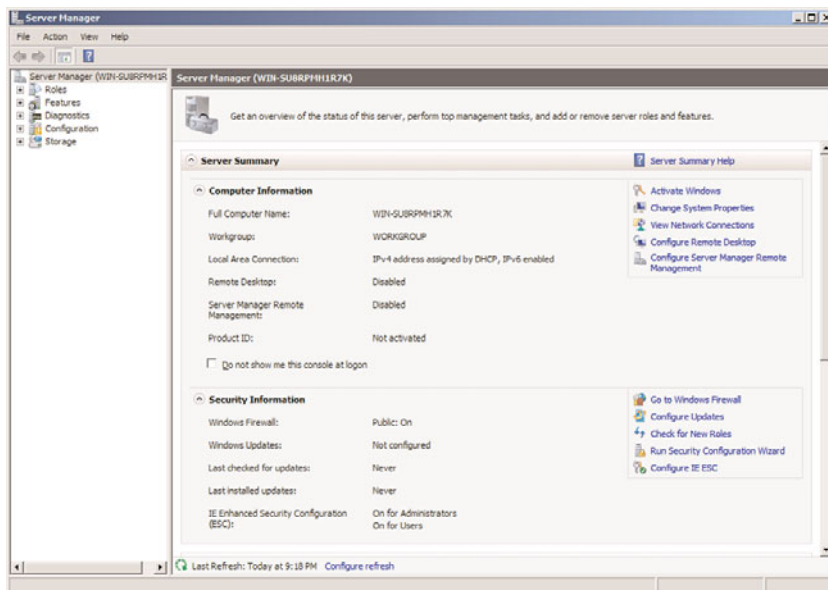 Server Manager
File Action View Help
Server Manager (WIN-SU8RPMH1R
Roles
Features
Diagnostics
Configuration
Storage
Server Manager (WIN-SU8RPMH1R7K)
Get an overview of the status of this server, perform top management tasks, and add or remove server roles and features.
Server Summary
Server Summary Help
Computer Information
Full Computer Name: WIN-SU8RPMH1R7K
Workgroup: WORKGROUP
Local Area Connection: IPv4 address assigned by DHCP, IPv6 enabled
Remote Desktop: Disabled
Server Manager Remote
Management: Disabled
Product ID: Not activated
Do not show me this console at logon
Activate Windows
Change System Properties
View Network Connections
Configure Remote Desktop
Configure Server Manager Remote
Management
Security Information
Windows Firewall: Public: On
Windows Updates: Not configured
Last checked for updates: Never
Last installed updates: Never
IE Enhanced Security Configuration
(ESC): On for Administrators
On for Users
Go to Windows Firewall
Configure Updates
Check for New Roles
Run Security Configuration Wizard
Configure IE ESC
Last Refresh: Today at 9:18 PM Configure refresh